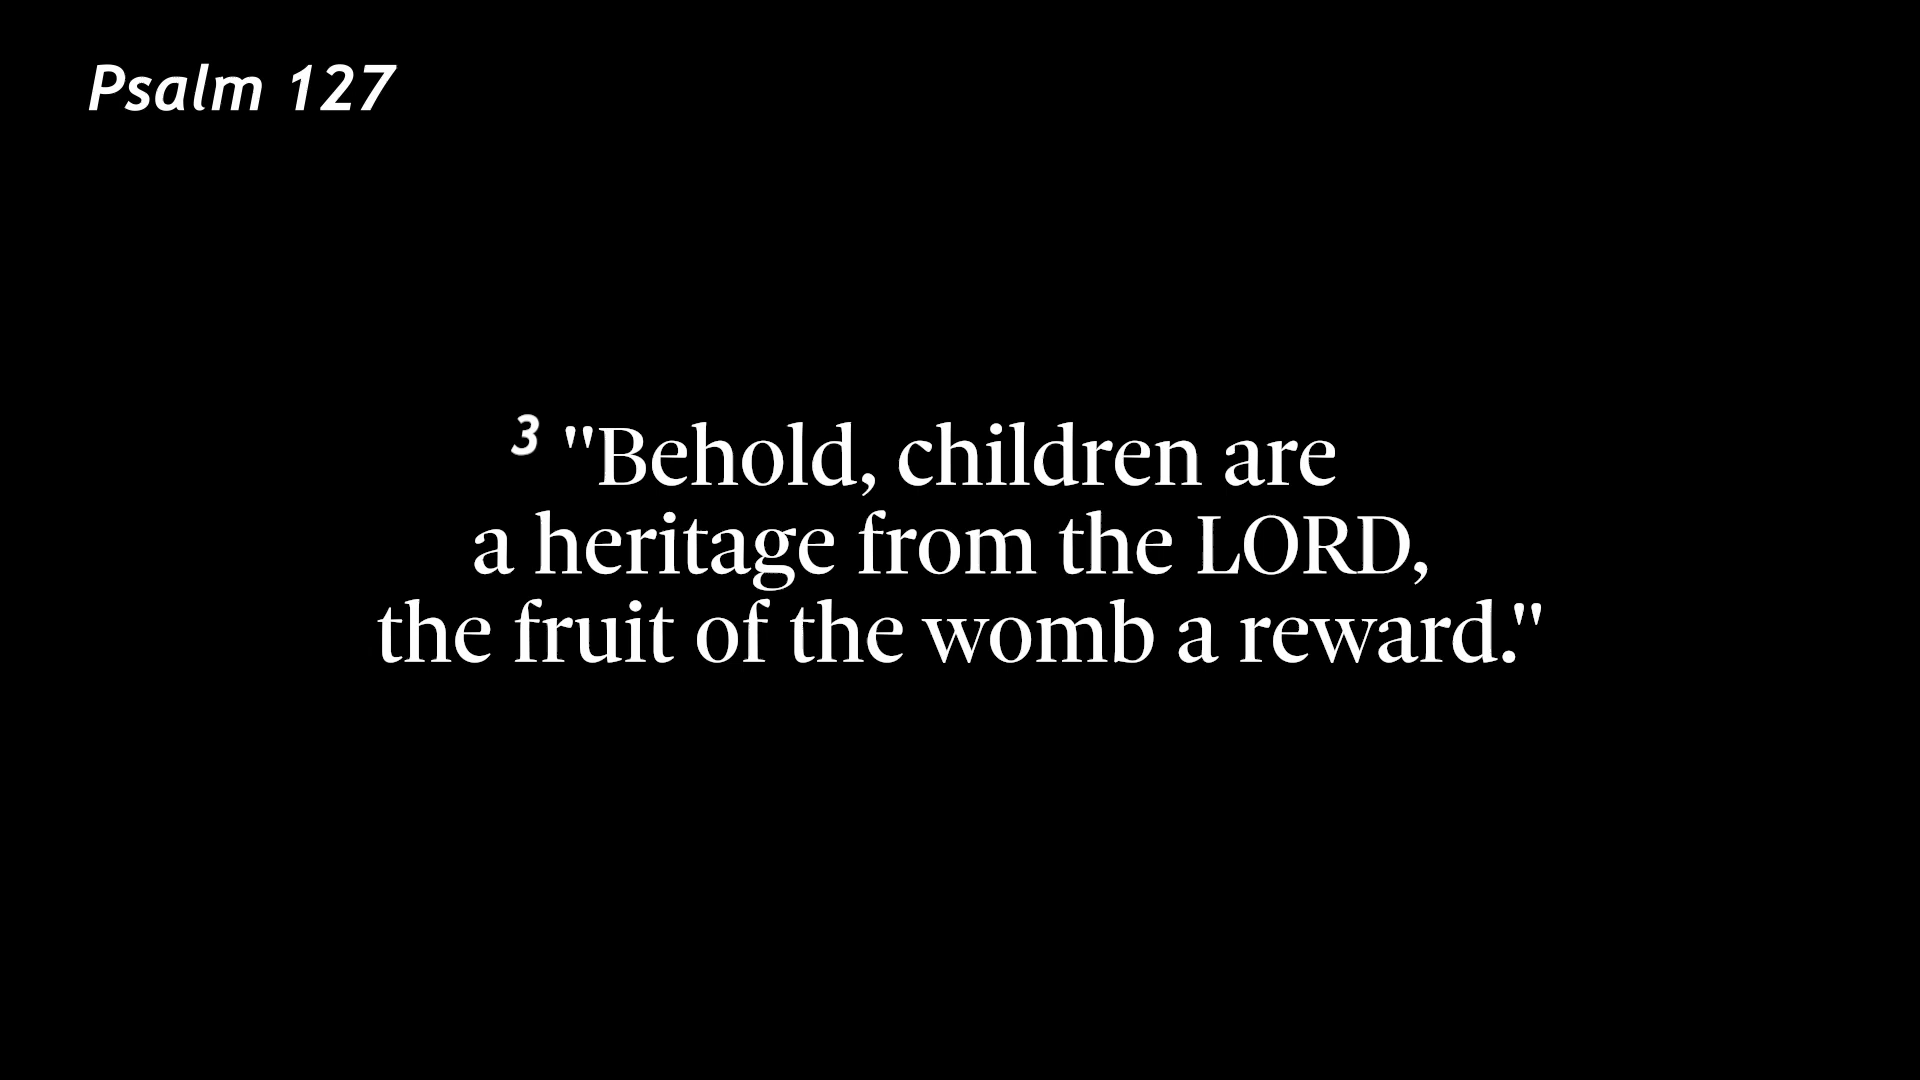 Psalm 127
3 "Behold, children are
a heritage from the LORD,
the fruit of the womb a reward."